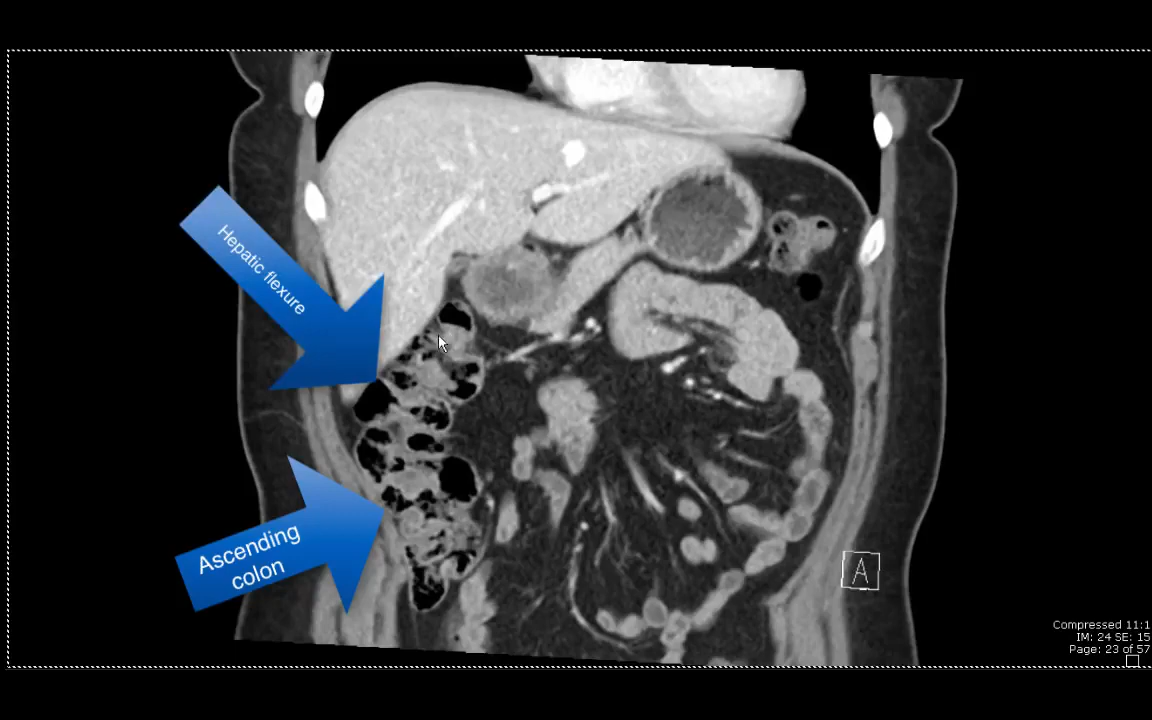 Hepatic flexure
Ascending
colon
A
Compressed 11:1
IM: 24 SE: 15
Page: 23 of 57